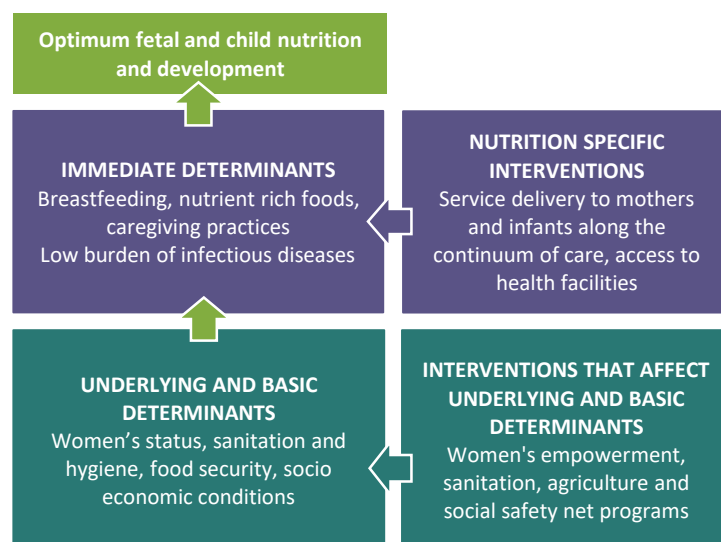 Optimum fetal and child nutrition
and development
IMMEDIATE DETERMINANTS
Breastfeeding, nutrient rich foods,
caregiving practices
Low burden of infectious diseases
NUTRITION SPECIFIC
INTERVENTIONS
Service delivery to mothers
and infants along the
continuum of care, access to
health facilities
UNDERLYING AND BASIC
DETERMINANTS
Women’s status, sanitation and
hygiene, food security, socio
economic conditions
INTERVENTIONS THAT AFFECT
UNDERLYING AND BASIC
DETERMINANTS
Women's empowerment,
sanitation, agriculture and
social safety net programs